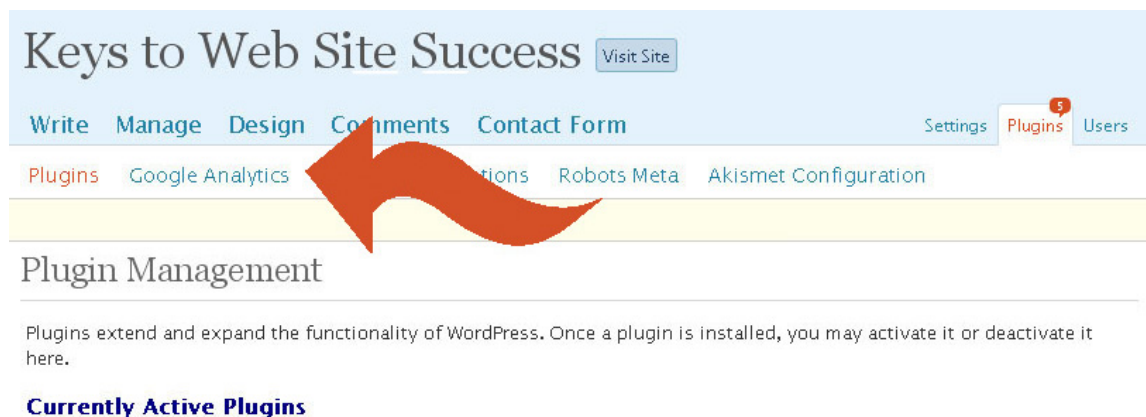 Keys to Web Site Success Visit Site
5
Write Manage Design Comments Contact Form Settings Plugins Users
Plugins Google Analytics Robots Meta Akismet Configuration
Plugin Management
Plugins extend and expand the functionality of WordPress. Once a plugin is installed, you may activate it or deactivate it
here.
Currently Active Plugins